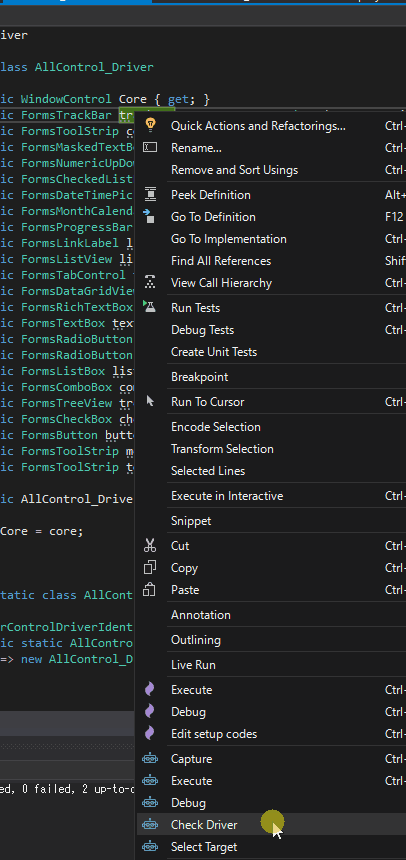 iver
lass AllControl_Driver
ic WindowControl Core { get; }
ic FormsTrackBar
ic FormsToolStrip
ic FormsMaskedTextBo
ic FormsNumericUpDow
ic FormsCheckedList
ic FormsDateTimePic
ic FormsMonthCalend
ic FormsProgressBar
ic FormsLinkLabel l
ic FormsListView li
ic FormsTabControl
ic FormsDataGridVie
ic FormsRichTextBox
ic FormsTextBox tex
ic FormsRadioButton
ic FormsRadioButton
ic FormsListBox lis
ic FormsComboBox co
ic FormsTreeView tr
ic FormsCheckBox ch
ic FormsButton butt
ic FormsToolStrip m
ic FormsToolStrip t
ic AllControl_Drive
Core = core;
tatic class AllCont
rControlDriverIdent
ic static AllContro
=> new AllControl_D
ed, 0 failed, 2 up-to-d
Quick Actions and Refactorings... Ctrl-
Rename... Ctrl-
Remove and Sort Usings Ctrl-
Peek Definition Alt+
Go To Definition F12
Go To Implementation Ctrl-
Find All References Shif
View Call Hierarchy Ctrl-
Run Tests Ctrl-
Debug Tests Ctrl-
Create Unit Tests
Breakpoint
Run To Cursor Ctrl-
Encode Selection
Transform Selection
Selected Lines
Execute in Interactive Ctrl-
Snippet
Cut Ctrl-
Copy Ctrl-
Paste Ctrl-
Annotation
Outlining
Live Run
Execute Ctrl-
Debug Ctrl-
Edit setup codes Ctrl-
Capture Ctrl-
Execute Ctrl-
Debug Ctrl-
Check Driver Ctrl-
Select Target Ctrl-